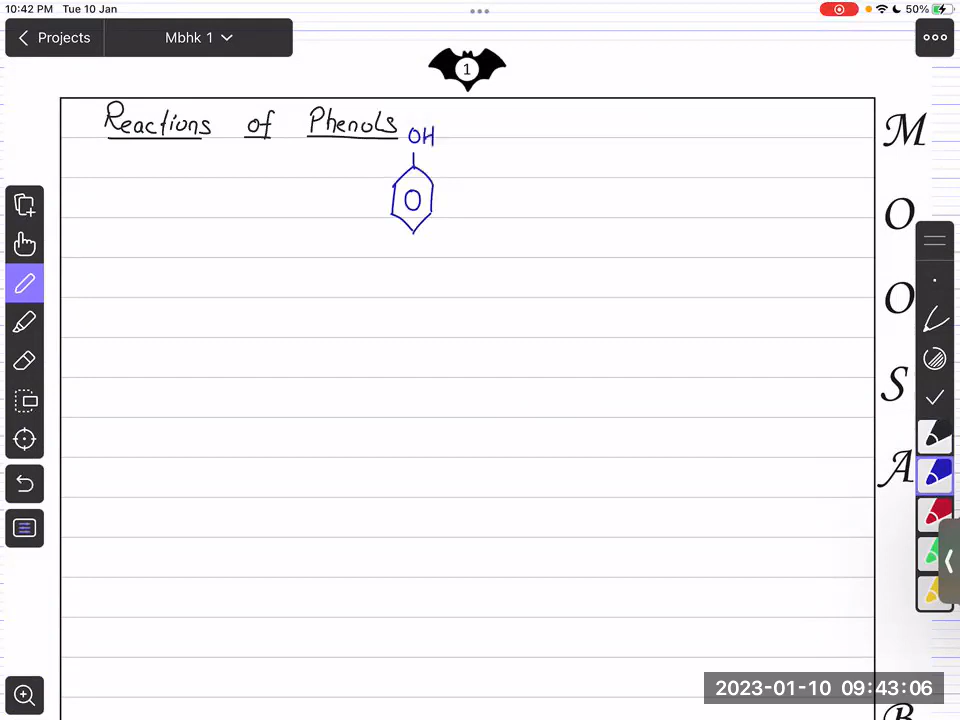 10:42 PM Tue 10 Jan
50%
Projects
Mbhk 1
1
Reactions of Phenols
OH
M
O
O
S
A
B
2023-01-10 09:43:06